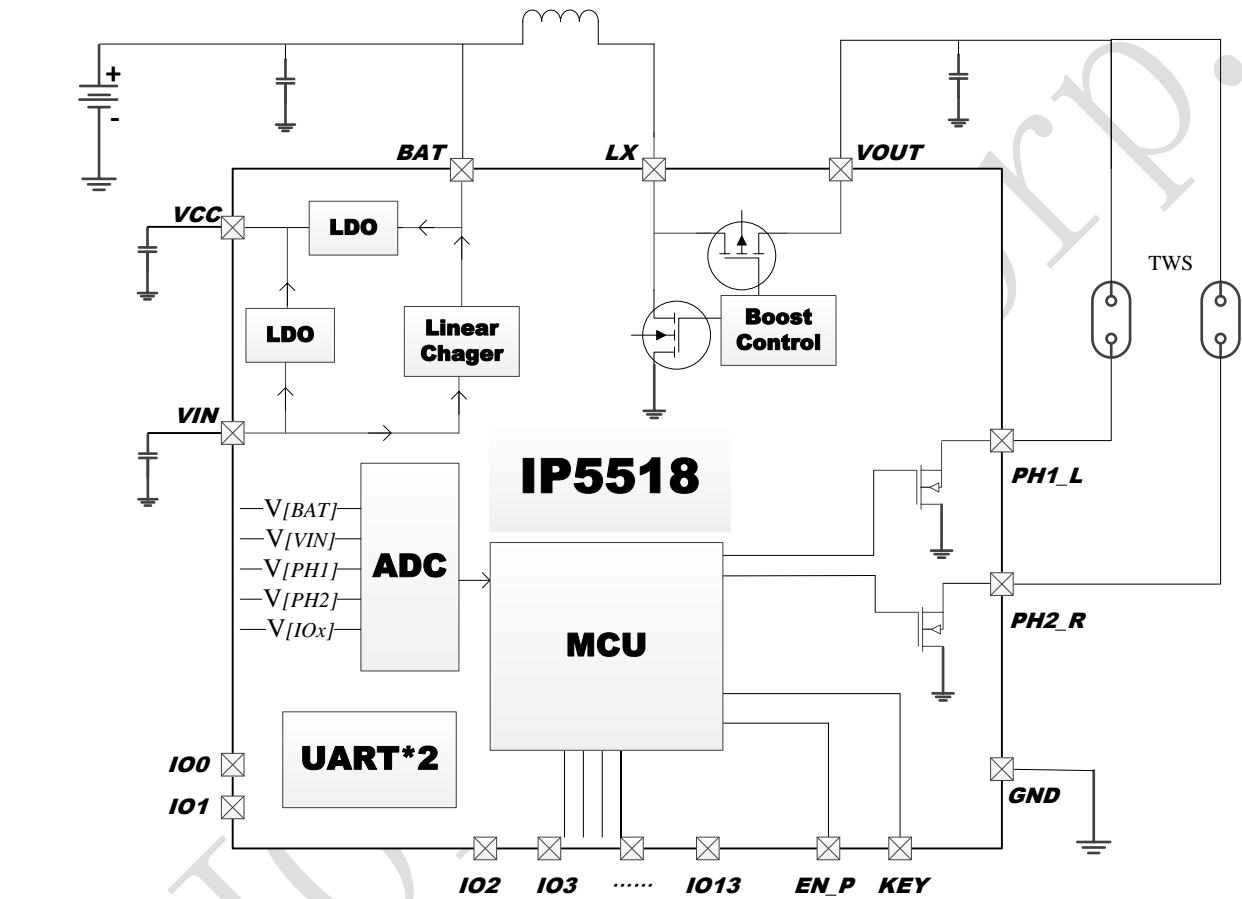 +
-
BAT
LX
VOUT
VCC
LDO
TWS
LDO
Linear
Chager
Boost
Control
VIN
IP5518
PH1_L
V[BAT]
V[VIN]
V[PH1]
V[PH2]
V[IOx]
ADC
MCU
PH2_R
UART*2
IO0
IO1
GND
IO2
IO3
......
IO13
EN_P
KEY
orp.